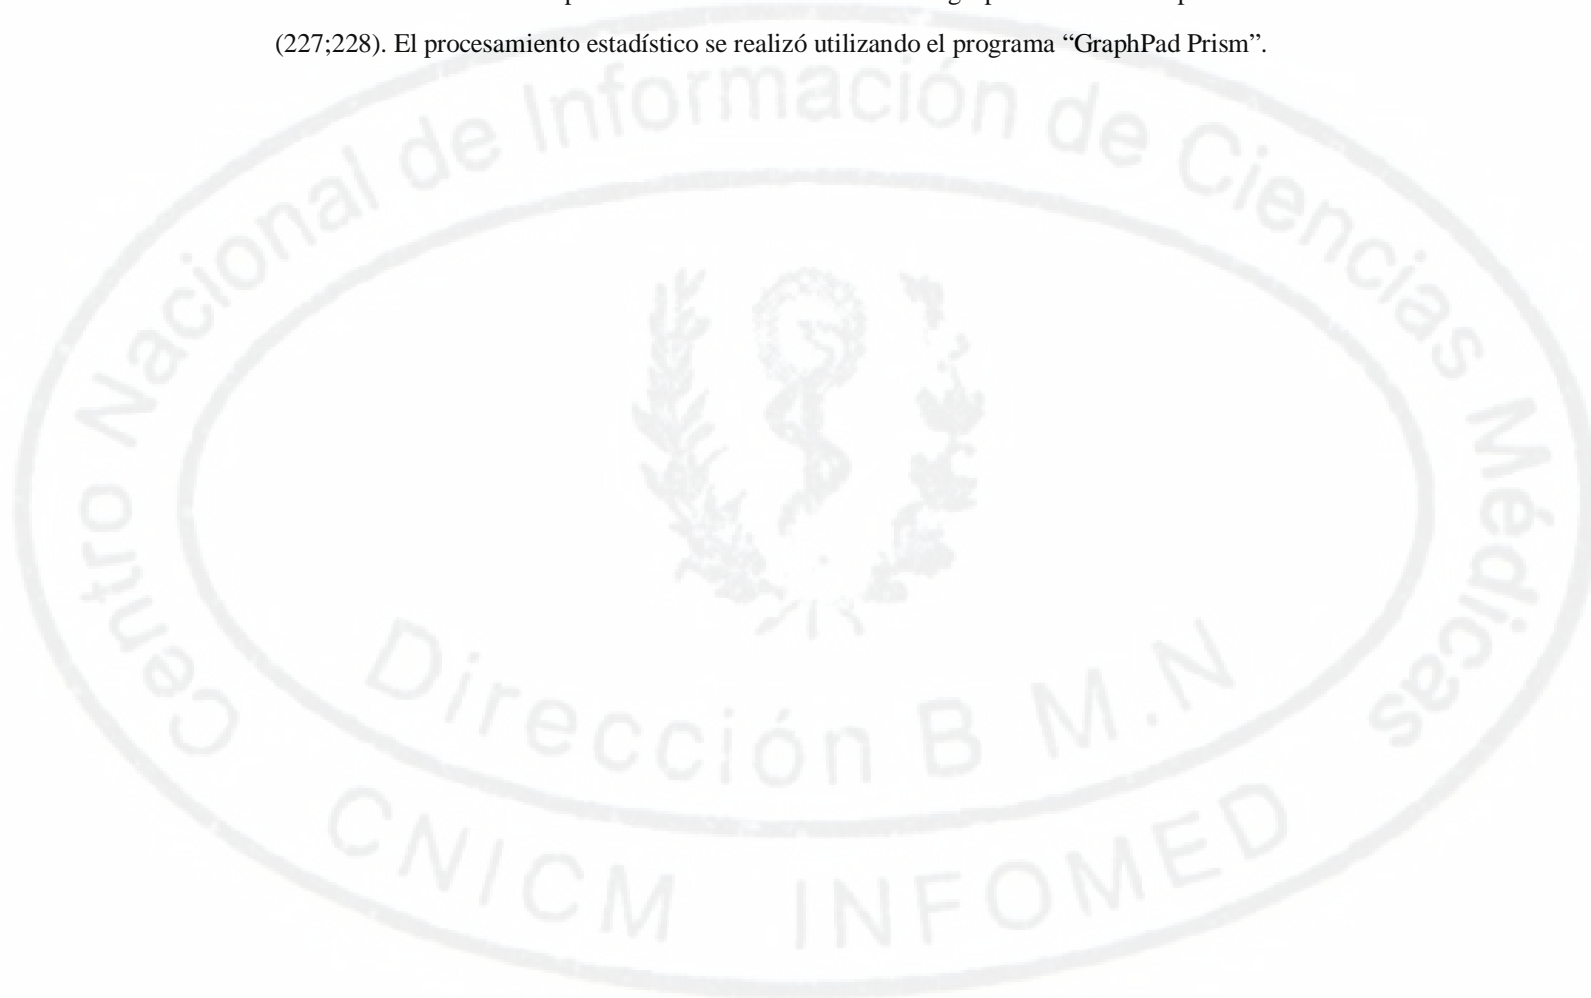 (227;228). El procesamiento estadístico se realizó utilizando el programa “GraphPad Prism”.
Centro Nacional de Información de Ciencias Médicas
Dirección B M.N
CNICM INFOMED